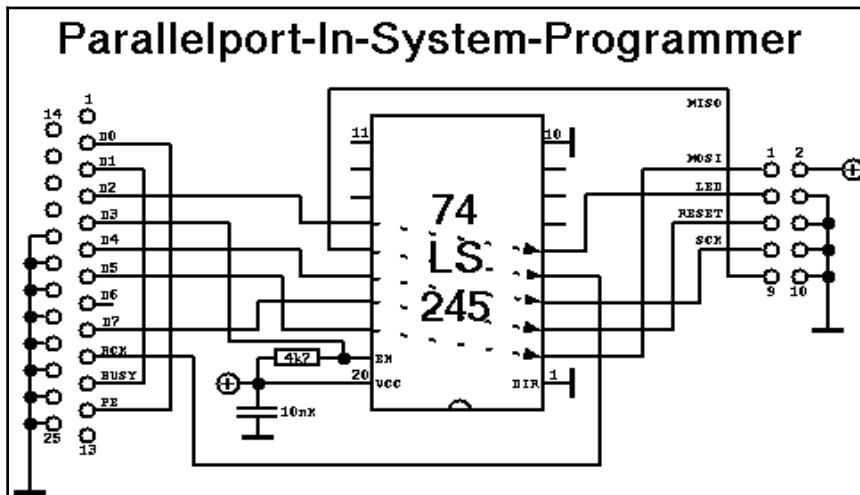 Parallelport-In-System-Programmer
1
14
D0
D1
D2
D3
D4
D5
D6
D7
ACK
BUSY
PE
25
13
11
10
74
LS
245
4k7
EN
20
VCC
DIR
1
10nK
MISO
MOSI
LED
RESET
SCK
1
2
9
10